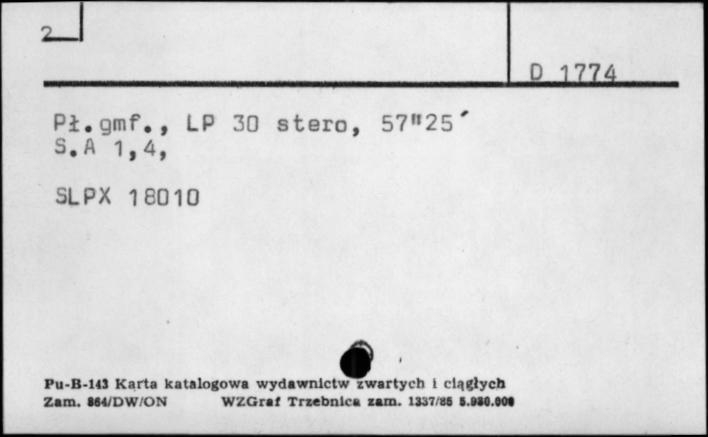 2
D 1774
Pł.gmf., LP 30 stero, 57"25′
S.A 1,4,
SLPX 18010
Pu-B-143 Karta katalogowa wydawnictw zwartych i ciągłych
Zam. 864/DW/ON WZGraf Trzebnica zam. 1337/85 5.980.000